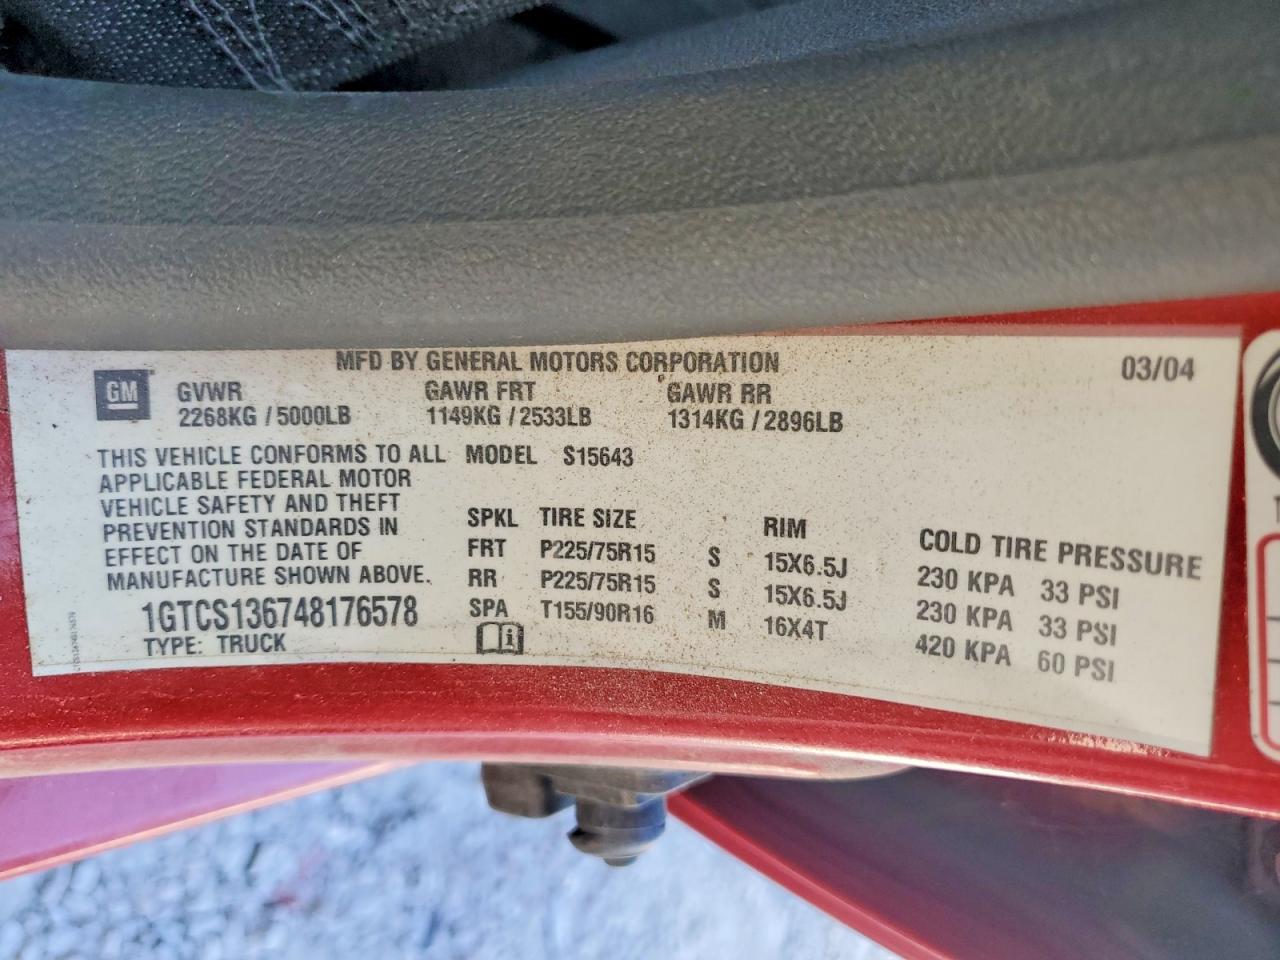 MFD BY GENERAL MOTORS CORPORATION 03/04
GM GVWR GAWR FRT GAWR RR
2268KG / 5000LB 1149KG / 2533LB 1314KG / 2896LB
THIS VEHICLE CONFORMS TO ALL MODEL S15643
APPLICABLE FEDERAL MOTOR
VEHICLE SAFETY AND THEFT
PREVENTION STANDARDS IN
EFFECT ON THE DATE OF
MANUFACTURE SHOWN ABOVE.
SPKL TIRE SIZE RIM COLD TIRE PRESSURE
FRT P225/75R15 S 15X6.5J 230 KPA 33 PSI
RR P225/75R15 S 15X6.5J 230 KPA 33 PSI
SPA T155/90R16 M 16X4T 420 KPA 60 PSI
1GTCS136748176578
TYPE: TRUCK